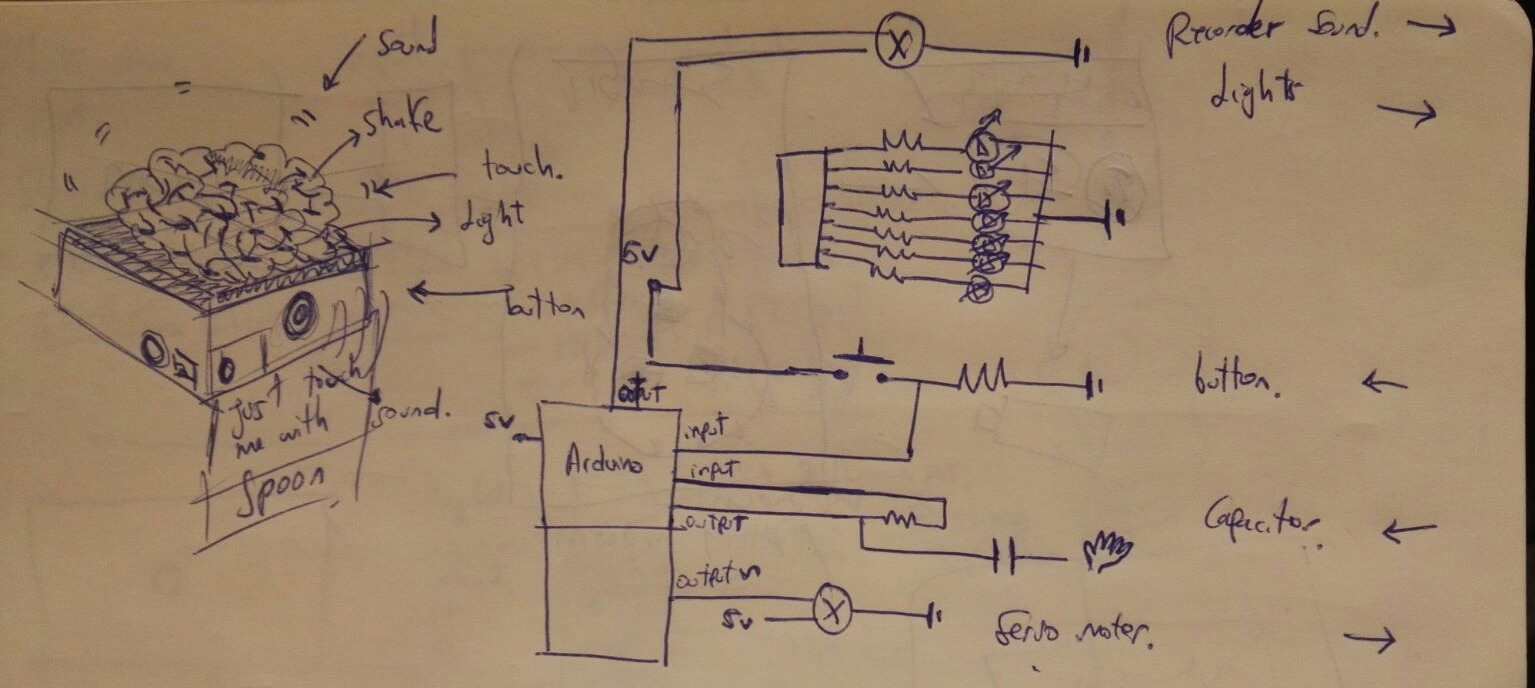 Sound
shake
touch.
Light
button
sound.
just touch
me with
Spoon
5v
output
5v
Arduino
input
input
output
output
5v
Recorder Sound. →
Lights →
button. ←
Capacitor. ←
Servo motor. →